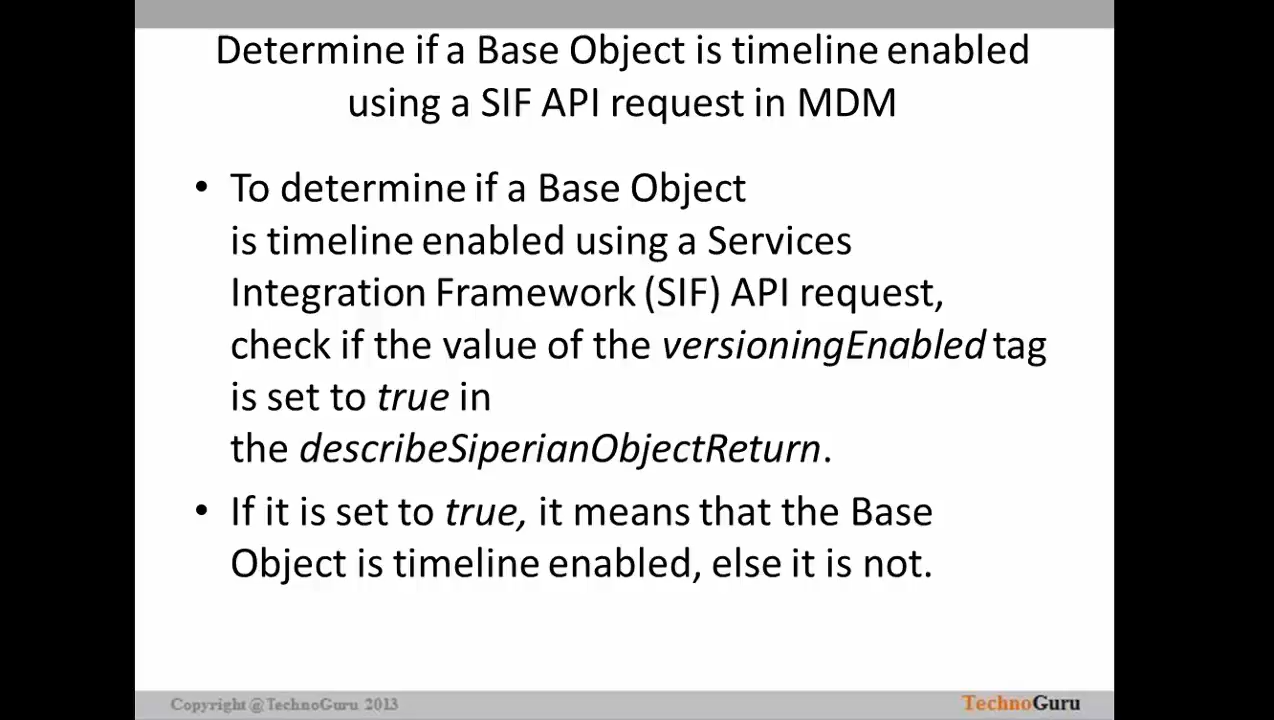 Determine if a Base Object is timeline enabled
using a SIF API request in MDM
• To determine if a Base Object
is timeline enabled using a Services
Integration Framework (SIF) API request,
check if the value of the versioningEnabled tag
is set to true in
the describeSiperianObjectReturn.
• If it is set to true, it means that the Base
Object is timeline enabled, else it is not.
Copyright @TechnoGuru 2013
TechnoGuru